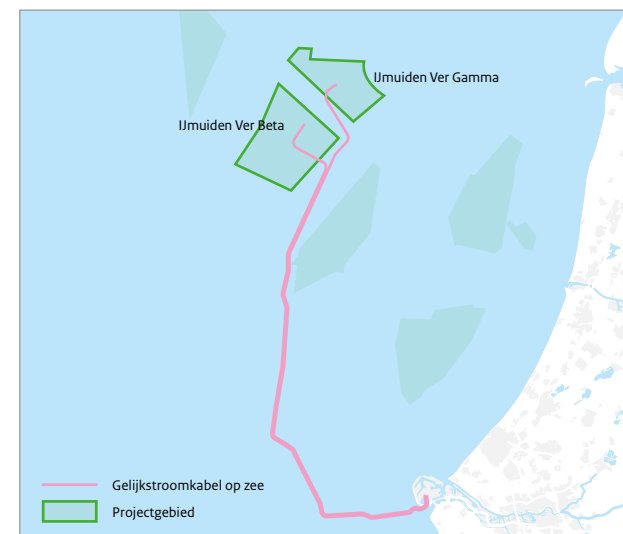 IJmuiden Ver Gamma
IJmuiden Ver Beta
Gelijkstroomkabel op zee
Projectgebied